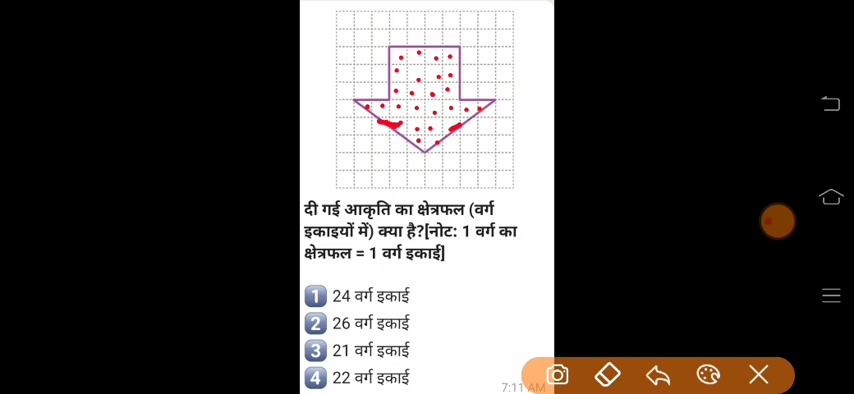 दी गई आकृति का क्षेत्रफल (वर्ग
इकाइयों में) क्या है?[नोट: 1 वर्ग का
क्षेत्रफल = 1 वर्ग इकाई]
1 24 वर्ग इकाई
2 26 वर्ग इकाई
3 21 वर्ग इकाई
4 22 वर्ग इकाई
7:11 AM